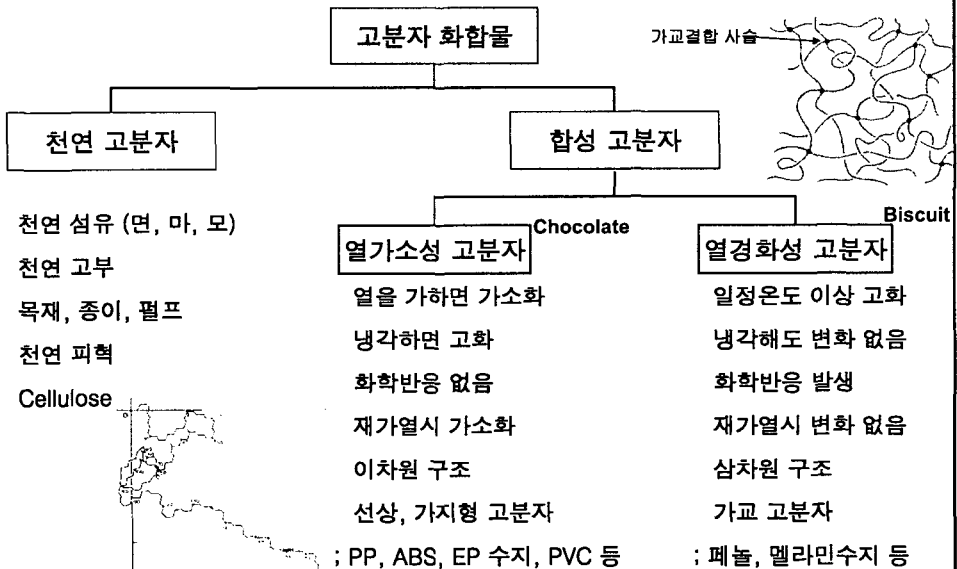 고분자 화합물
가교결합 사슬
천연 고분자
합성 고분자
천연 섬유 (면, 마, 모)
천연 고부
목재, 종이, 펄프
천연 피혁
Cellulose
Chocolate
열가소성 고분자
열을 가하면 가소화
냉각하면 고화
화학반응 없음
재가열시 가소화
이차원 구조
선상, 가지형 고분자
; PP, ABS, EP 수지, PVC 등
Biscuit
열경화성 고분자
일정온도 이상 고화
냉각해도 변화 없음
화학반응 발생
재가열시 변화 없음
삼차원 구조
가교 고분자
; 페놀, 멜라민수지 등